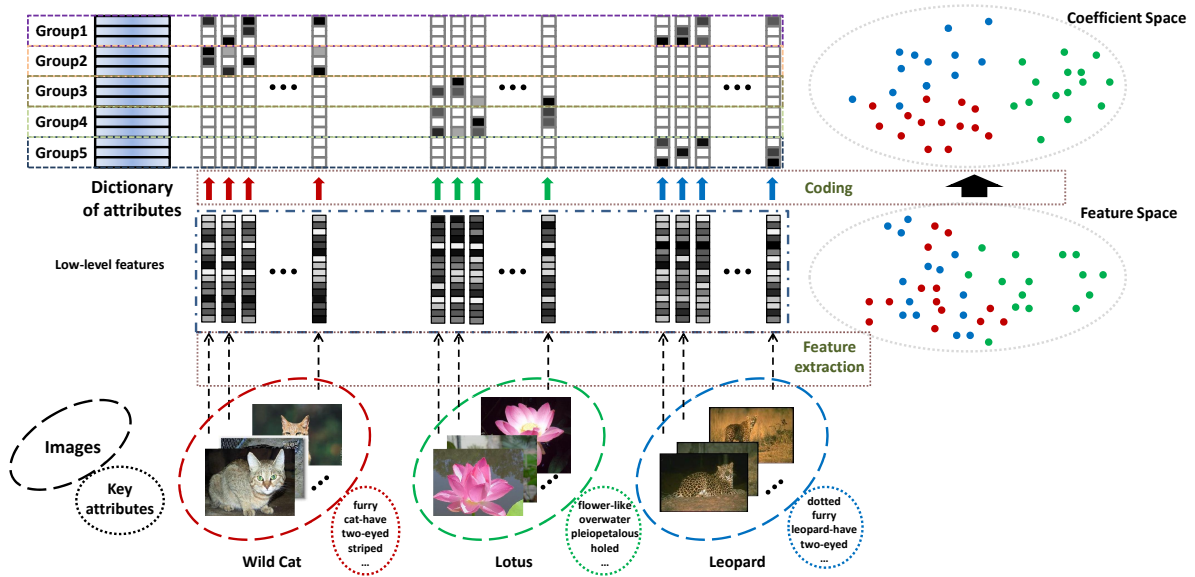 Group1
Group2
Group3
Group4
Group5
Coefficient Space
Dictionary
of attributes
Coding
Feature Space
Low-level features
Feature
extraction
Images
Key
attributes
furry
cat-have
two-eyed
striped
...
Wild Cat
flower-like
overwater
pleiopetalous
holed
...
Lotus
dotted
furry
leopard-have
two-eyed
...
Leopard